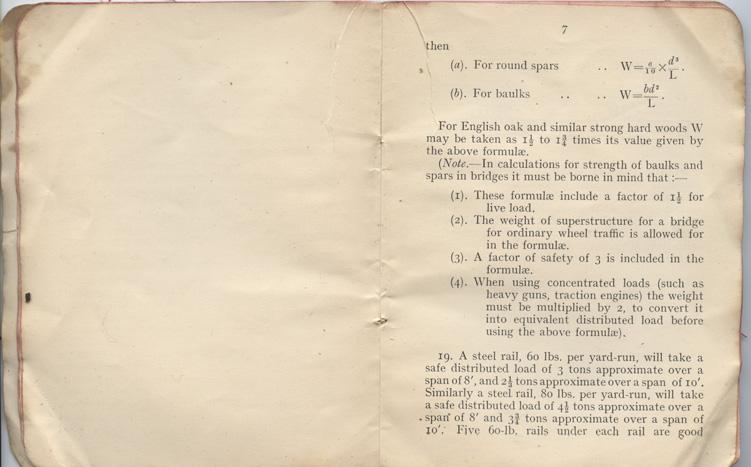 7
then
(a). For round spars .. W=6/10×d³/L.
(b). For baulks .. .. W=bd²/L.
For English oak and similar strong hard woods W
may be taken as 1½ to 1¾ times its value given by
the above formulæ.
(Note.—In calculations for strength of baulks and
spars in bridges it must be borne in mind that :—
(1). These formulæ include a factor of 1½ for
live load.
(2). The weight of superstructure for a bridge
for ordinary wheel traffic is allowed for
in the formulæ.
(3). A factor of safety of 3 is included in the
formulæ.
(4). When using concentrated loads (such as
heavy guns, traction engines) the weight
must be multiplied by 2, to convert it
into equivalent distributed load before
using the above formulæ).
19. A steel rail, 60 lbs. per yard-run, will take a
safe distributed load of 3 tons approximate over a
span of 8′, and 2½ tons approximate over a span of 10′.
Similarly a steel rail, 80 lbs. per yard-run, will take
a safe distributed load of 4½ tons approximate over a
span of 8′ and 3¾ tons approximate over a span of
10′. Five 60-lb. rails under each rail are good